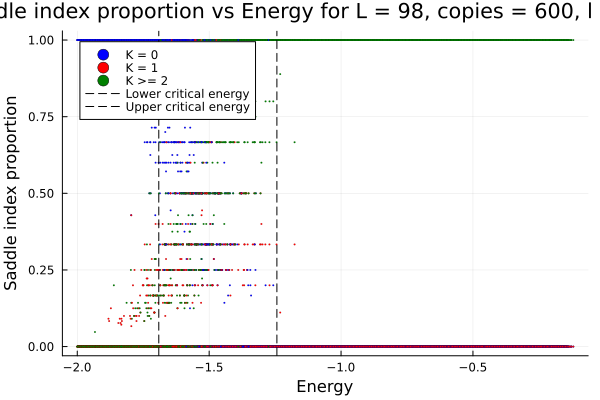 dle index proportion vs Energy for L = 98, copies = 600,
Saddle index proportion
1.00
0.75
0.50
0.25
0.00
K = 0
K = 1
K >= 2
Lower critical energy
Upper critical energy
−2.0 −1.5 −1.0 −0.5
Energy